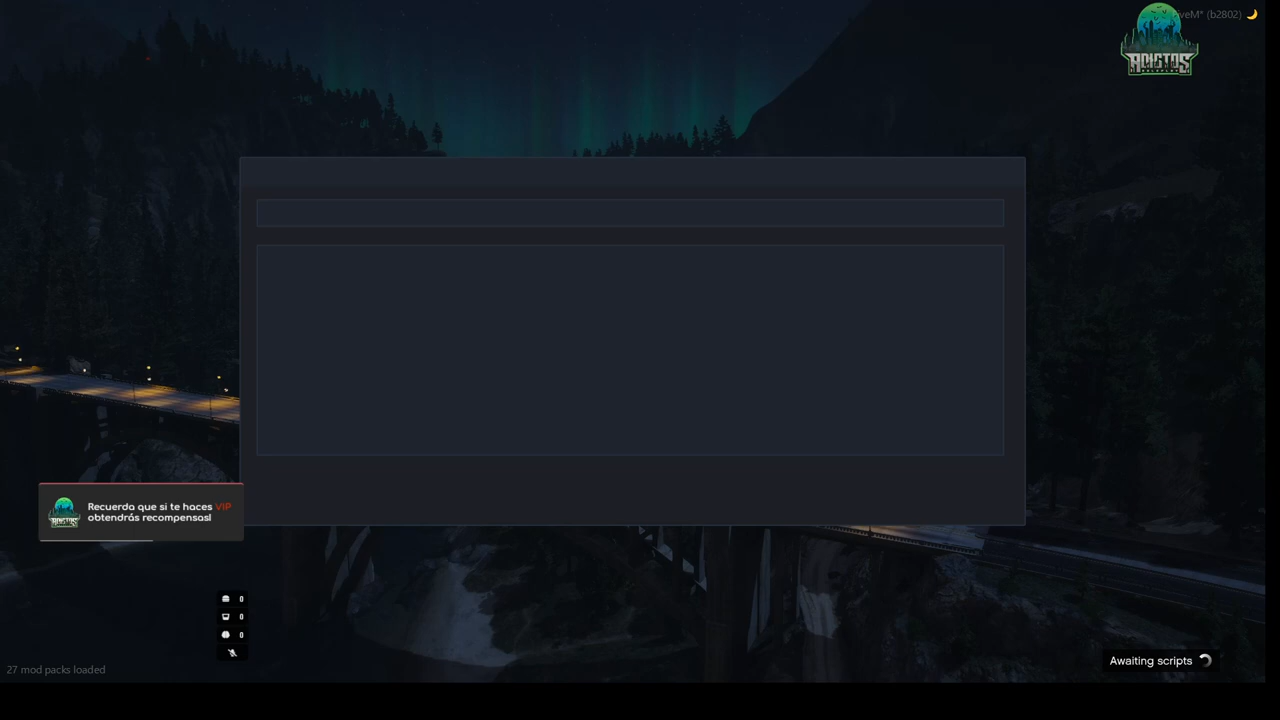 iveM* (b2802)
ADICTOS
Recuerda que si te haces VIP
obtendrás recompensas!
0
0
0
27 mod packs loaded
Awaiting scripts